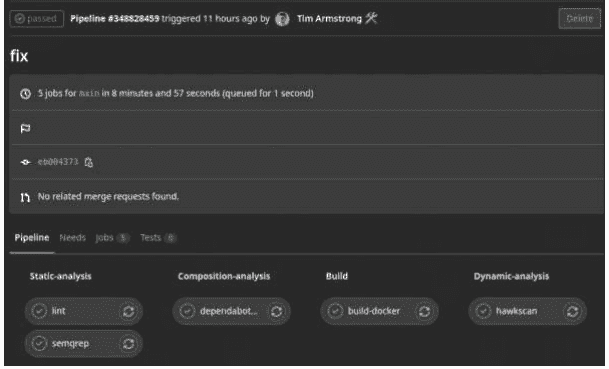 passed Pipeline #348828459 triggered 11 hours ago by Tim Armstrong Delete
fix
5 jobs for main in 8 minutes and 57 seconds (queued for 1 second)
eb004373
No related merge requests found.
Pipeline Needs Jobs 5 Tests 0
Static-analysis Composition-analysis Build Dynamic-analysis
lint dependabot... build-docker hawkscan
semgrep